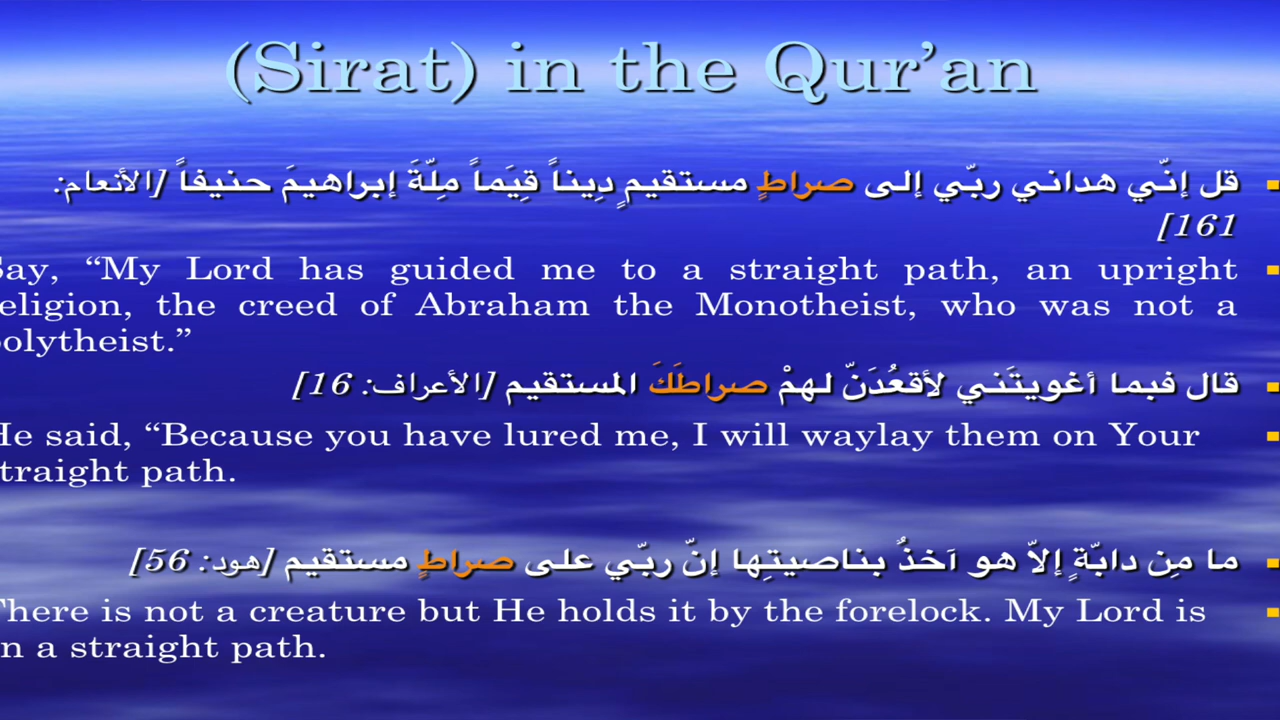 (Sirat) in the Qur’an
قل إنّي هداني ربّي إلى صراطٍ مستقيمٍ دِيناً قِيَماً مِلّةَ إبراهيمَ حنيفاً [الأنعام:
161]
ay, “My Lord has guided me to a straight path, an upright
eligion, the creed of Abraham the Monotheist, who was not a
olytheist.”
قال فبما أغويتَني لأقعُدَنّ لهمْ صراطَكَ المستقيم [الأعراف: 16]
He said, “Because you have lured me, I will waylay them on Your
traight path.
ما مِن دابّةٍ إلاّ هو آخذُ بناصيتِها إنّ ربّي على صراطٍ مستقيم [هود: 56]
There is not a creature but He holds it by the forelock. My Lord is
n a straight path.